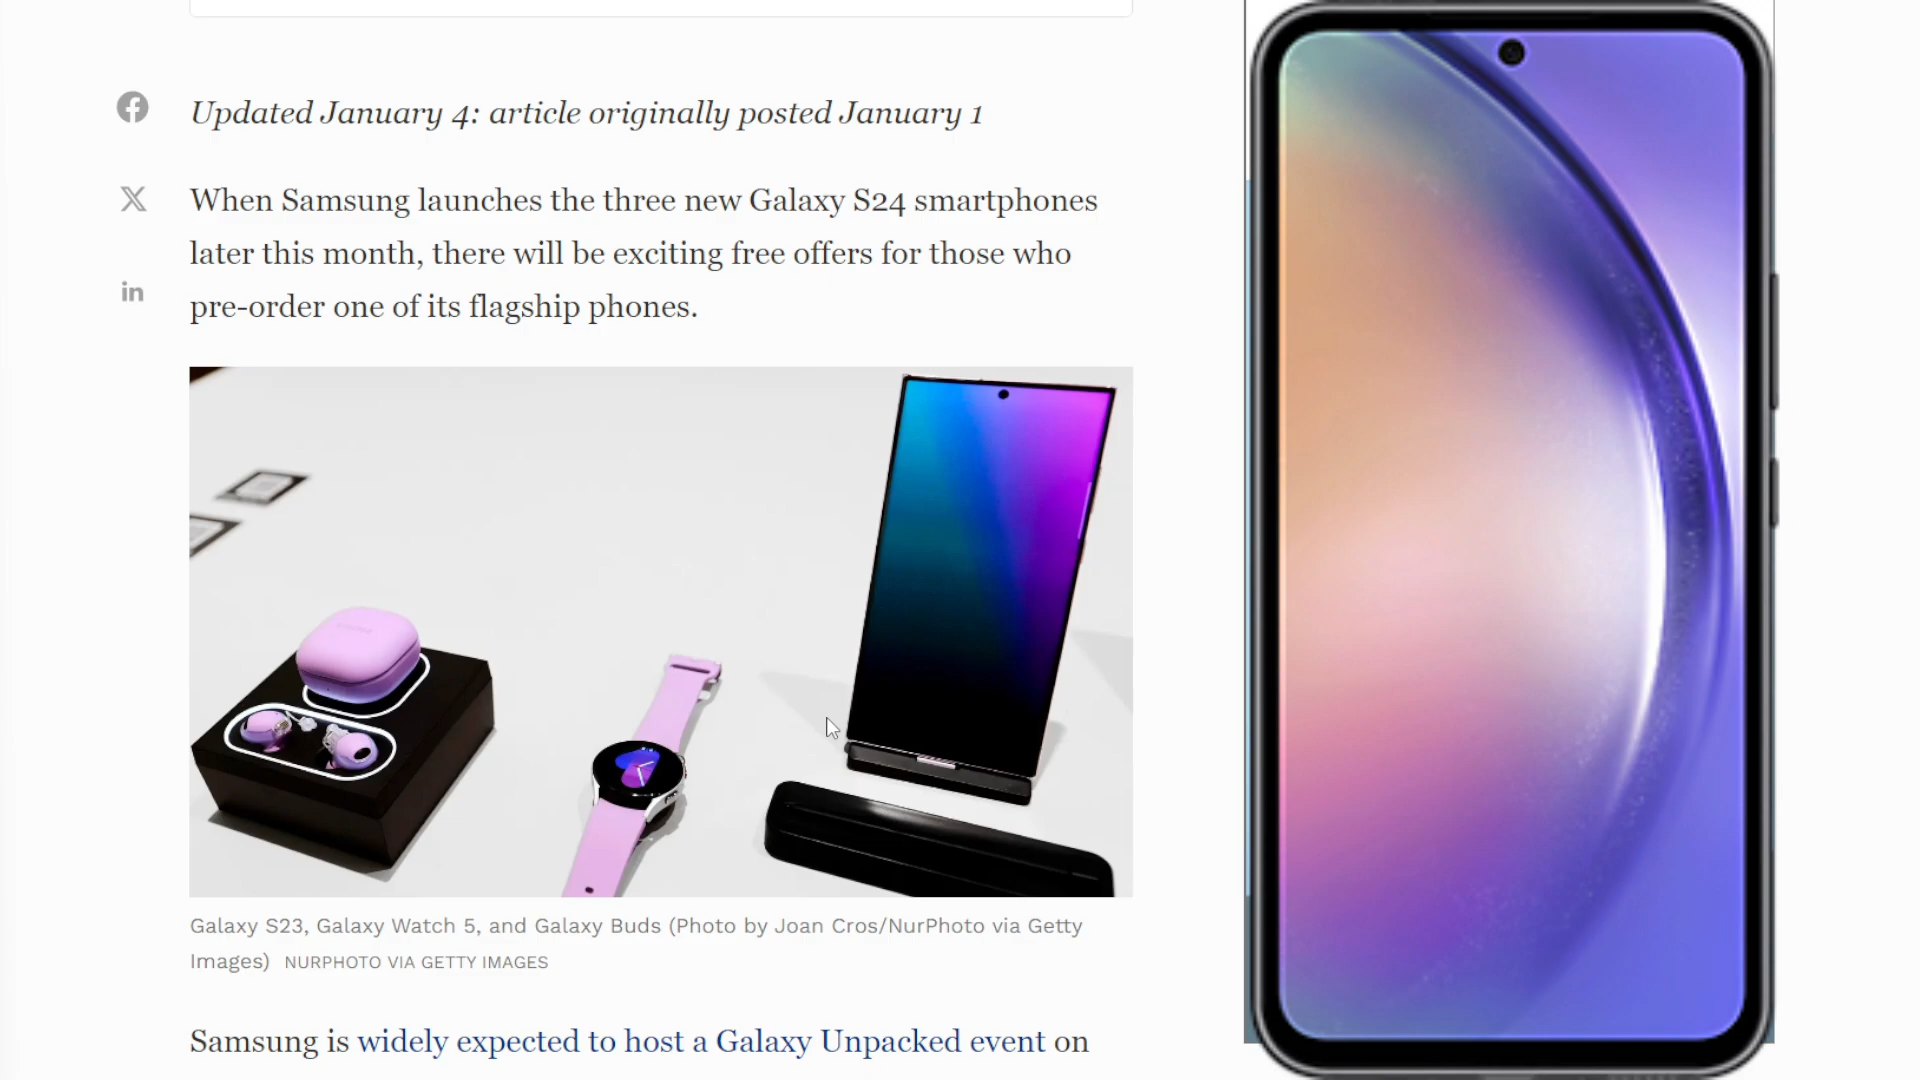 Updated January 4: article originally posted January 1
When Samsung launches the three new Galaxy S24 smartphones
later this month, there will be exciting free offers for those who
pre-order one of its flagship phones.
Galaxy S23, Galaxy Watch 5, and Galaxy Buds (Photo by Joan Cros/NurPhoto via Getty
Images) NURPHOTO VIA GETTY IMAGES
Samsung is widely expected to host a Galaxy Unpacked event on